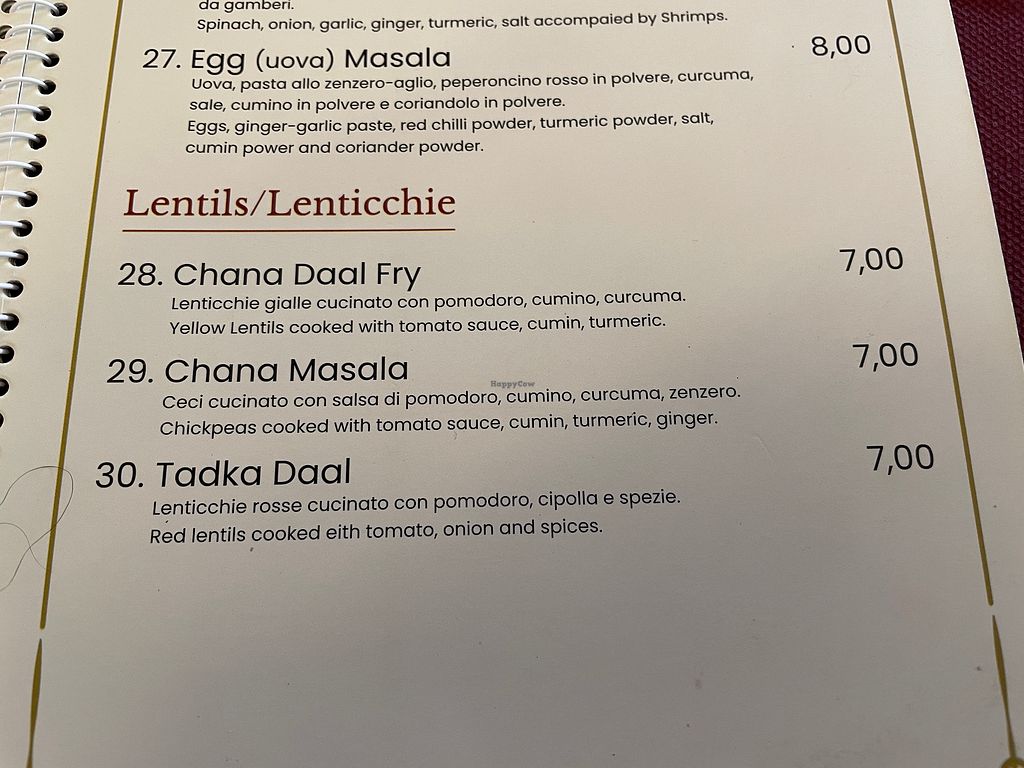 da gamberi.
Spinach, onion, garlic, ginger, turmeric, salt accompaied by Shrimps.
27. Egg (uova) Masala 8,00
Uova, pasta allo zenzero-aglio, peperoncino rosso in polvere, curcuma,
sale, cumino in polvere e coriandolo in polvere.
Eggs, ginger-garlic paste, red chilli powder, turmeric powder, salt,
cumin power and coriander powder.
Lentils/Lenticchie
28. Chana Daal Fry 7,00
Lenticchie gialle cucinato con pomodoro, cumino, curcuma.
Yellow Lentils cooked with tomato sauce, cumin, turmeric.
29. Chana Masala 7,00
HappyCow
Ceci cucinato con salsa di pomodoro, cumino, curcuma, zenzero.
Chickpeas cooked with tomato sauce, cumin, turmeric, ginger.
30. Tadka Daal 7,00
Lenticchie rosse cucinato con pomodoro, cipolla e spezie.
Red lentils cooked eith tomato, onion and spices.